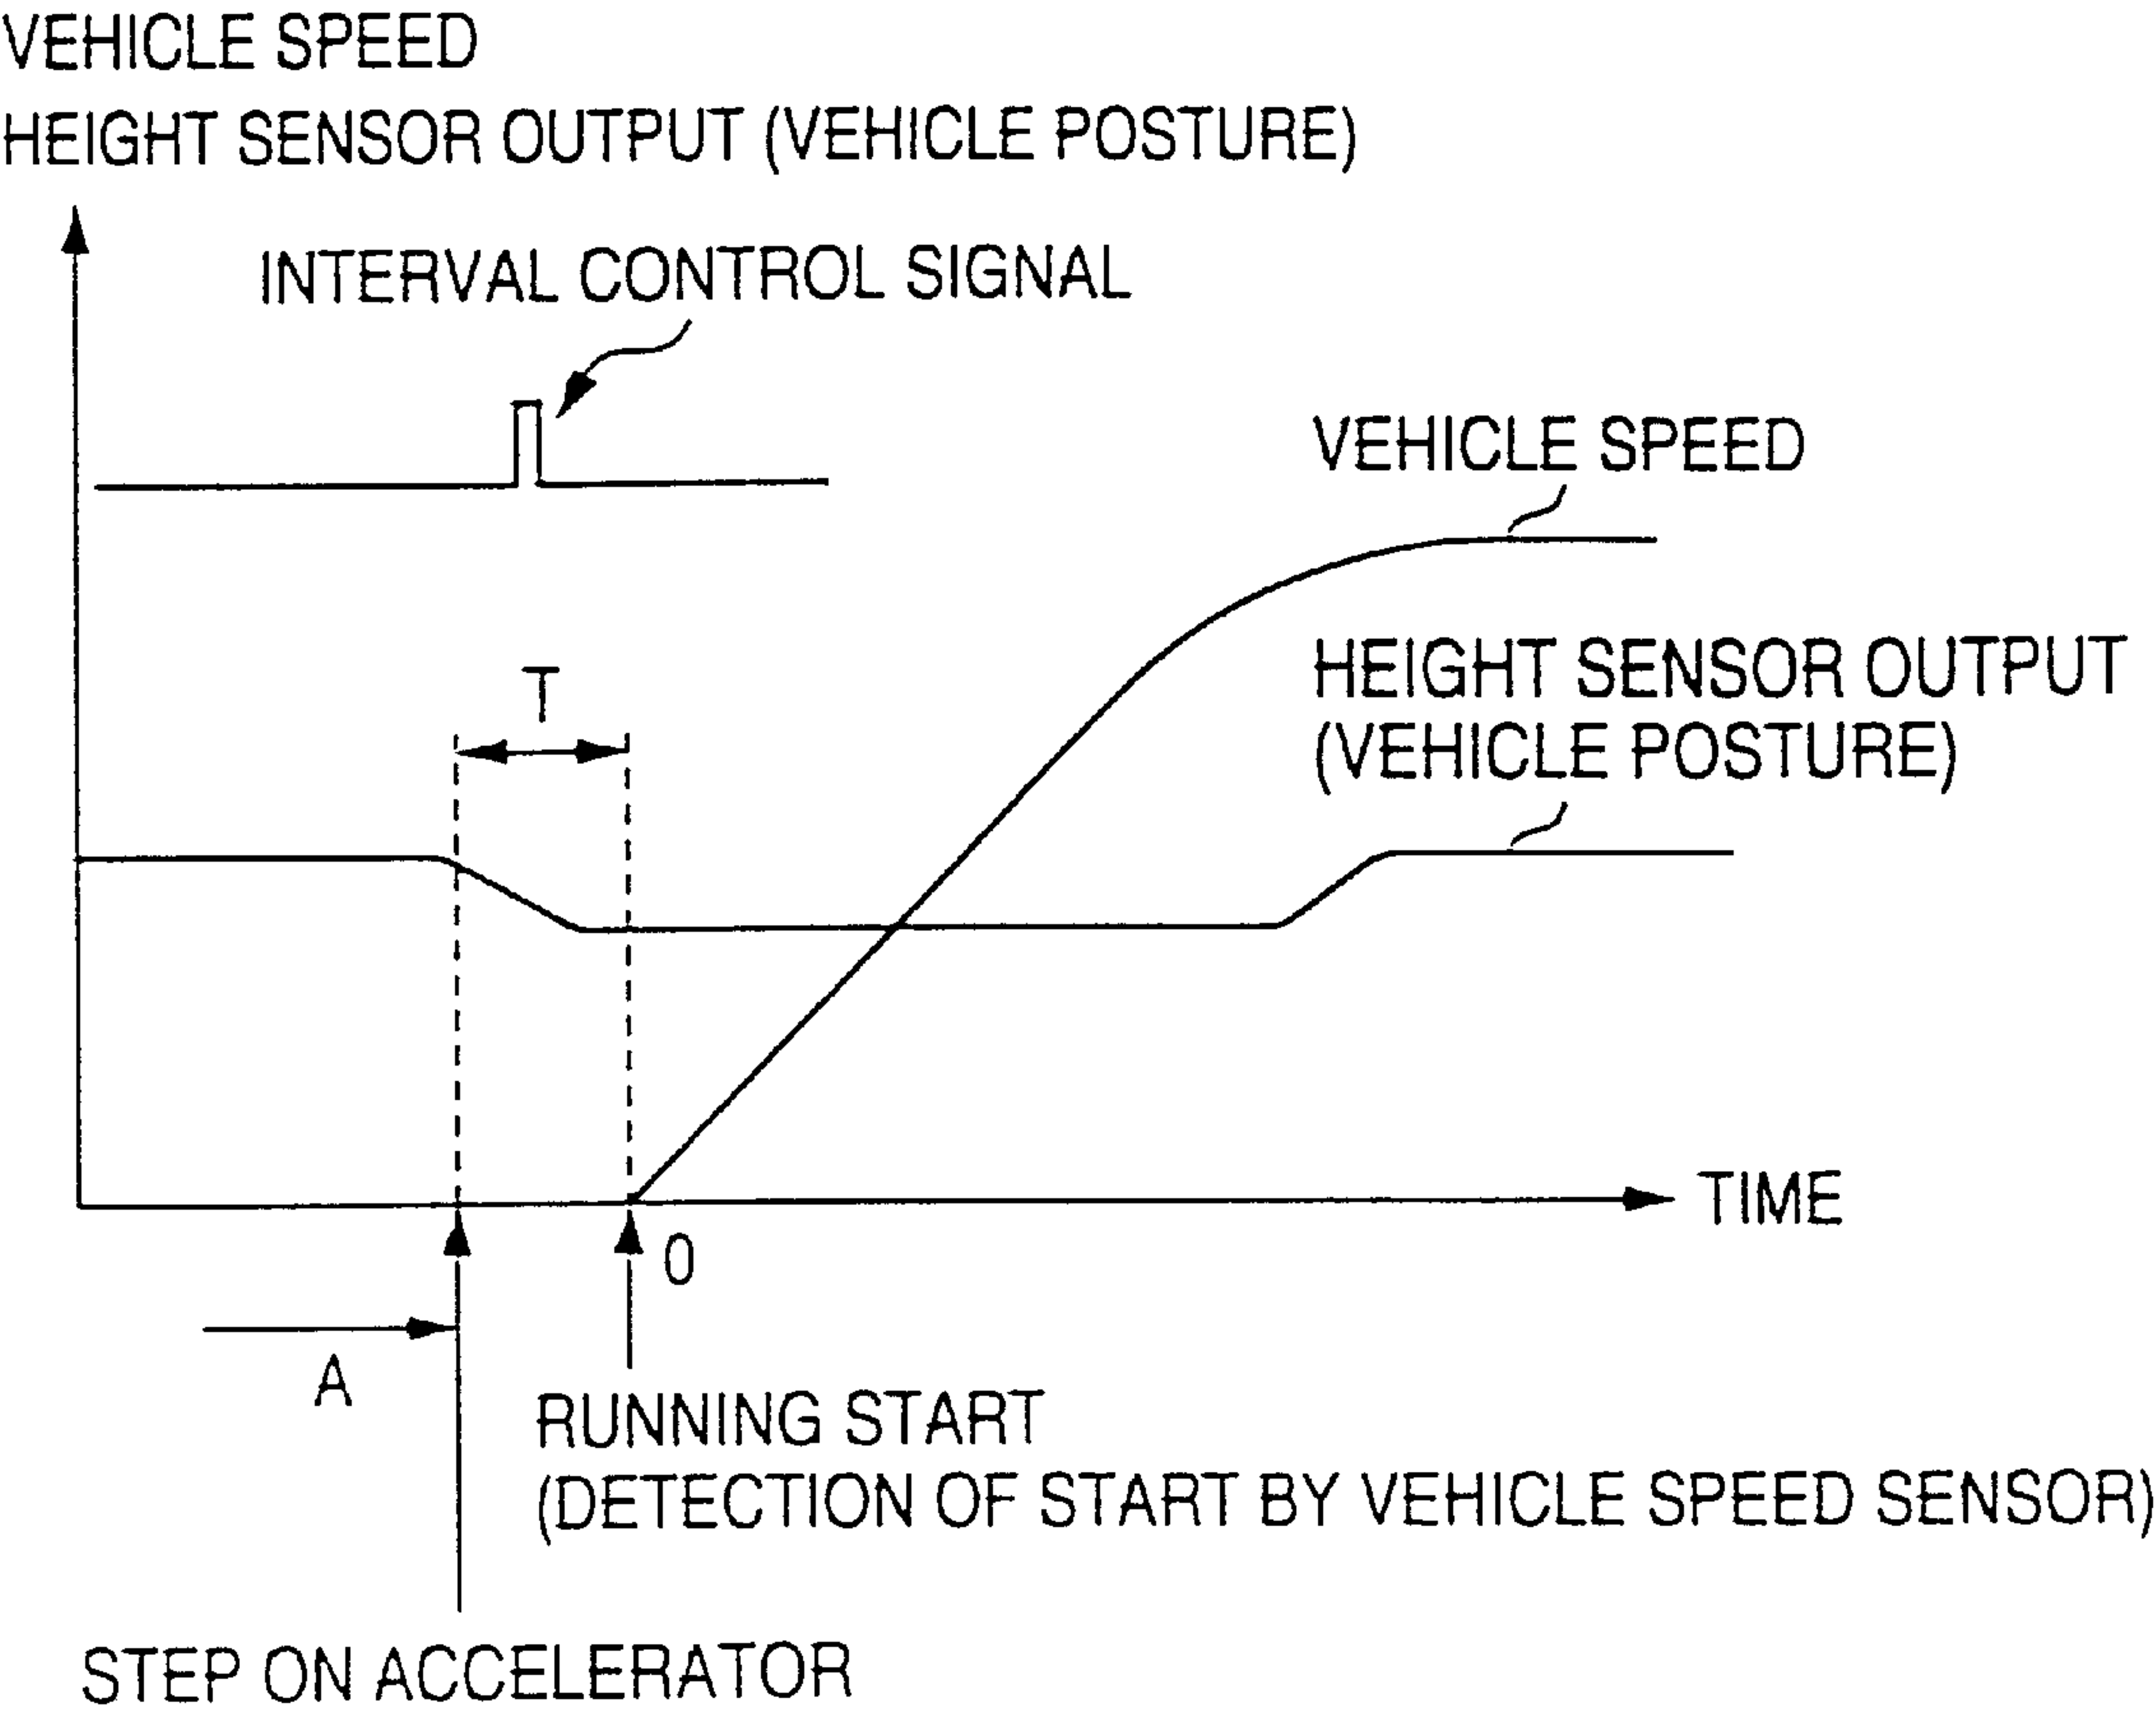 VEHICLE SPEED
HEIGHT SENSOR OUTPUT (VEHICLE POSTURE)
INTERVAL CONTROL SIGNAL
VEHICLE SPEED
HEIGHT SENSOR OUTPUT
(VEHICLE POSTURE)
T
TIME
0
A
RUNNING START
(DETECTION OF START BY VEHICLE SPEED SENSOR)
STEP ON ACCELERATOR